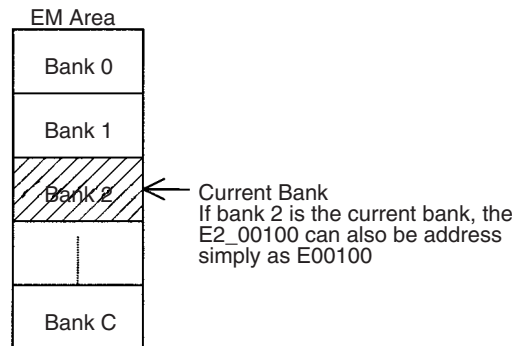 EM Area
Bank 0
Bank 1
Bank 2
Current Bank
If bank 2 is the current bank, the
E2_00100 can also be address
simply as E00100
Bank C